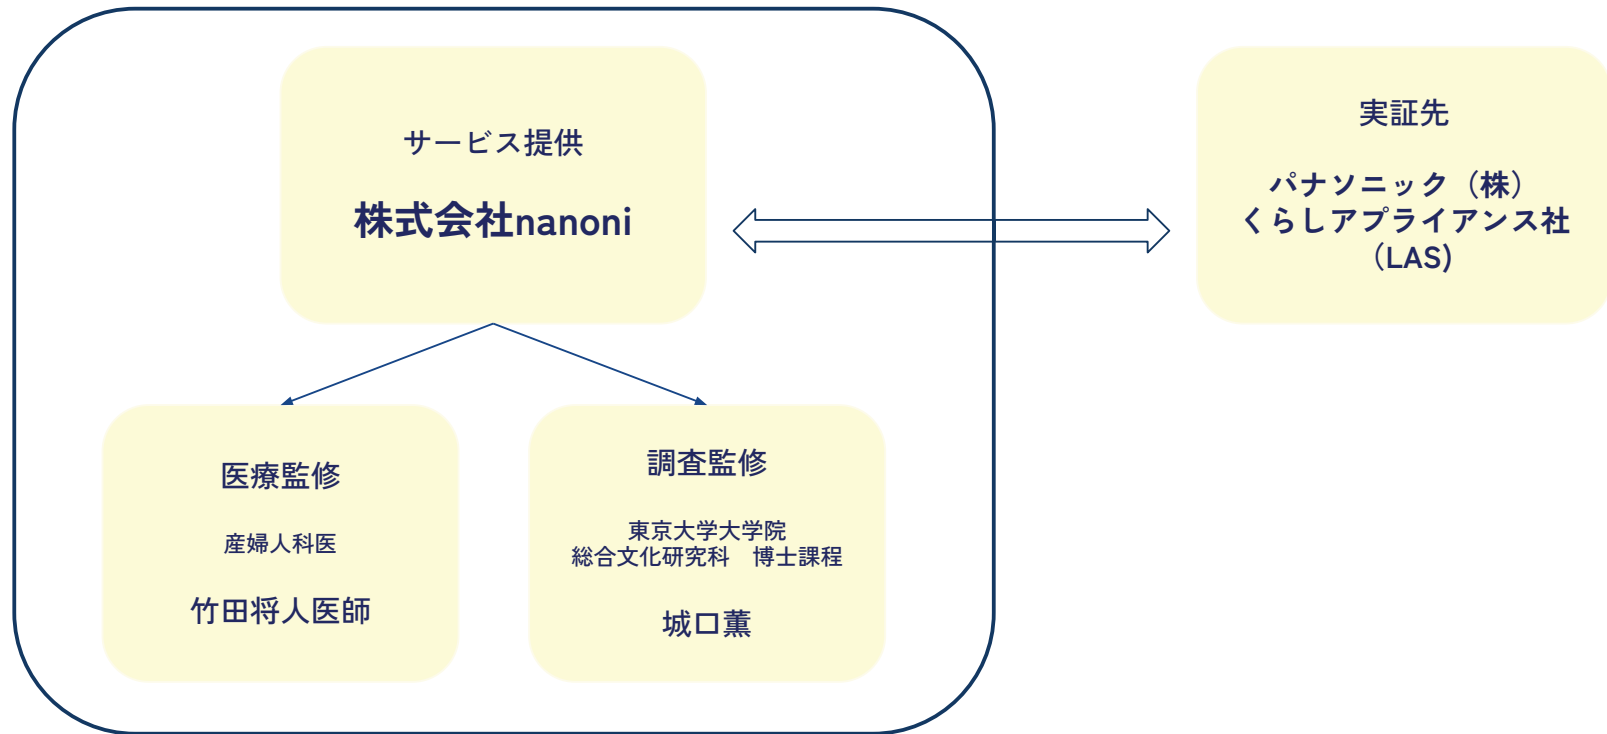 サービス提供
株式会社nanoni
実証先
パナソニック（株）
くらしアプライアンス社
（LAS)
医療監修
産婦人科医
竹田将人医師
調査監修
東京大学大学院
総合文化研究科　博士課程
城口薫